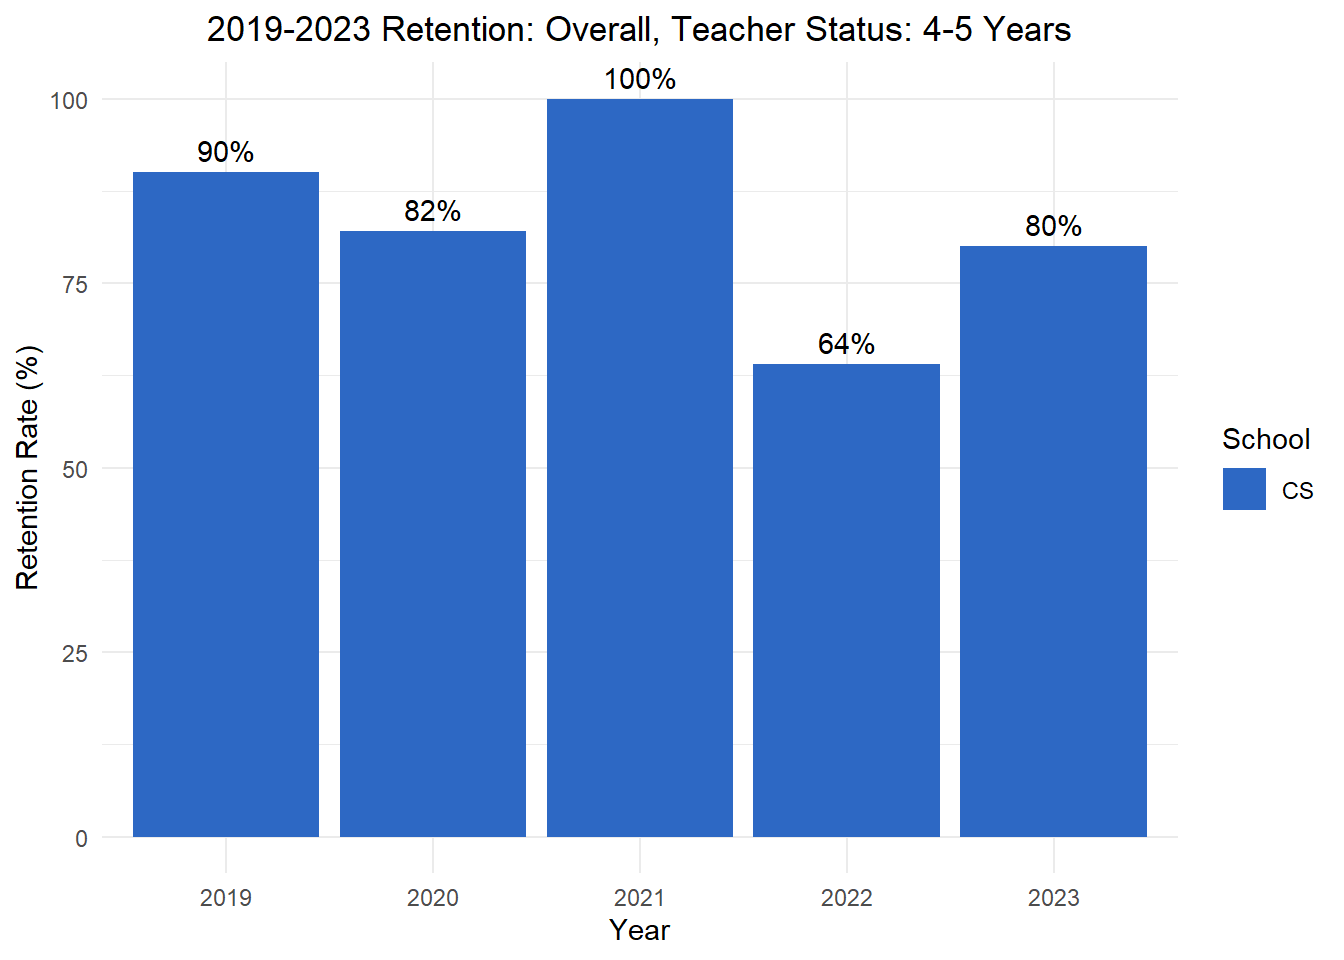 2019-2023 Retention: Overall, Teacher Status: 4-5 Years
100%
100
90%
82%
80%
75
64%
50
25
0
Retention Rate (%)
School
CS
2019 2020 2021 2022 2023
Year